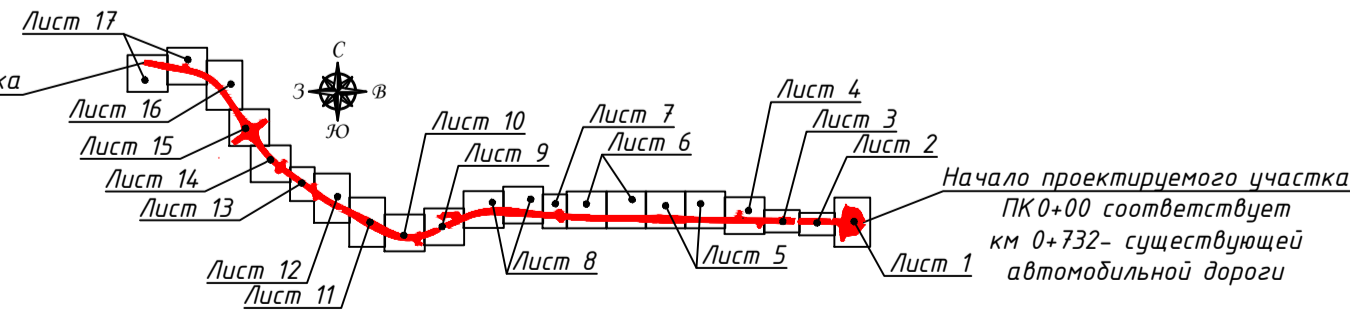 Лист 17
ка
Лист 16
Лист 15
Лист 14
Лист 13
Лист 12
Лист 11
С
З
В
Ю
Лист 10
Лист 9
Лист 8
Лист 7
Лист 6
Лист 5
Лист 4
Лист 3
Лист 2
Лист 1
Начало проектируемого участка
ПК0+00 соответствует
км 0+732- существующей
автомобильной дороги